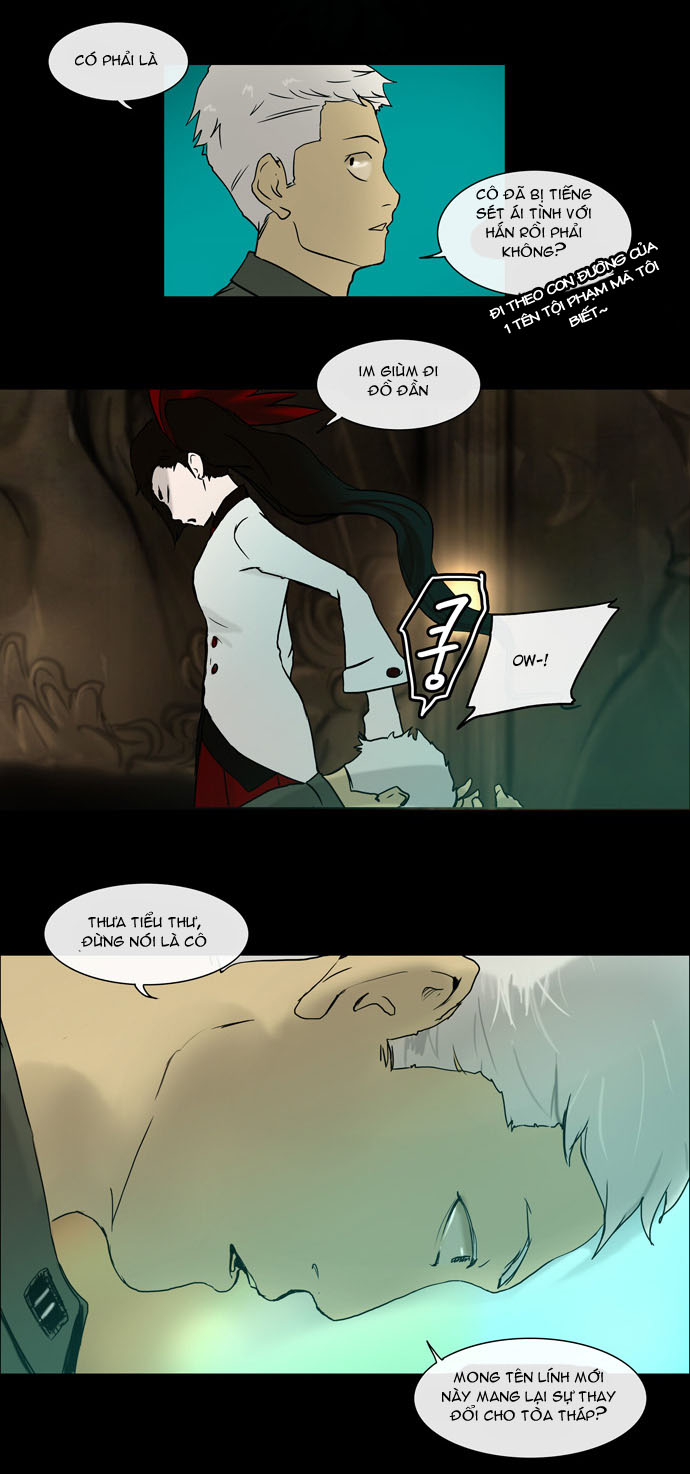 CÓ PHẢI LÀ
CÔ ĐÃ BỊ TIẾNG
SÉT ÁI TÌNH VỚI
HẮN RỒI PHẢI
KHÔNG?
ĐI THEO CON ĐƯỜNG CỦA
1 TÊN TỘI PHẠM MÀ TÔI
BIẾT~
IM GIÙM ĐI
ĐỒ ĐẦN
OW-!
THƯA TIỂU THƯ,
ĐỪNG NÓI LÀ CÔ
MONG TÊN LÍNH MỚI
NÀY MANG LẠI SỰ THAY
ĐỔI CHO TÒA THÁP?